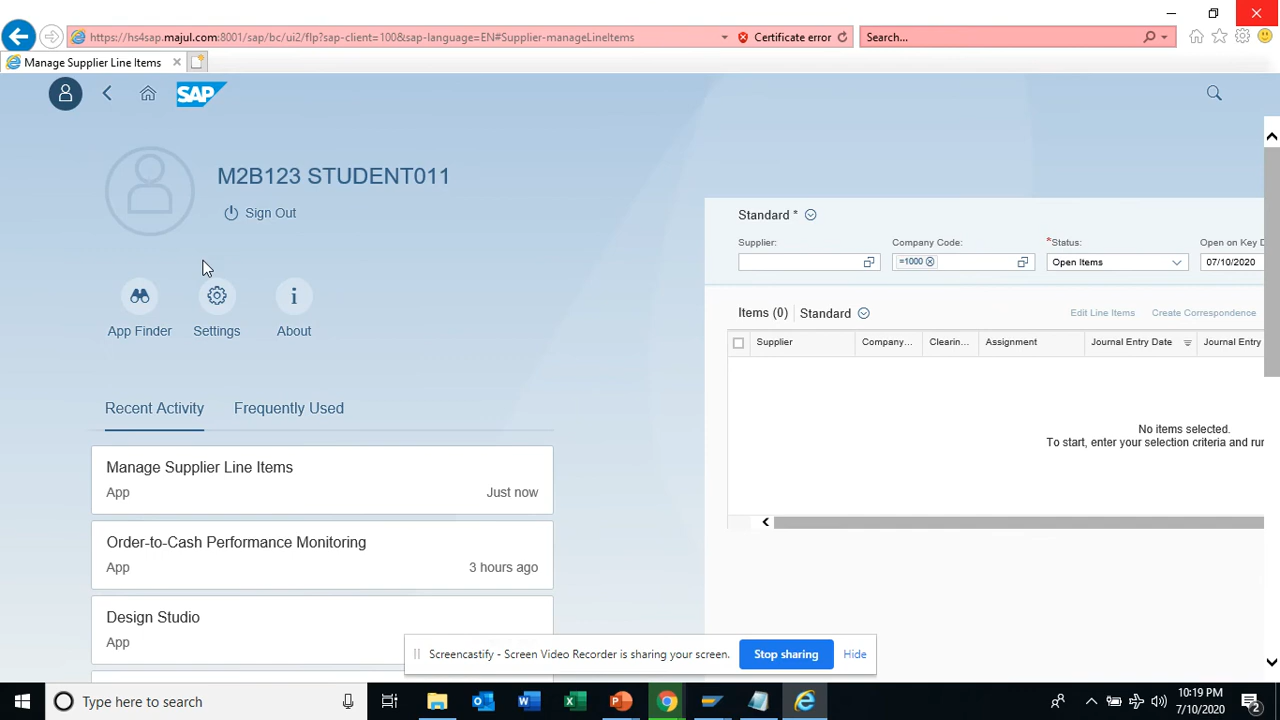 https://hs4sap.majul.com:8001/sap/bc/ui2/flp?sap-client=100&sap-language=EN#Supplier-manageLineItems
Certificate error
Search...
Manage Supplier Line Items
SAP
M2B123 STUDENT011
Sign Out
App Finder
Settings
About
Recent Activity
Frequently Used
Manage Supplier Line Items
App
Just now
Order-to-Cash Performance Monitoring
App
3 hours ago
Design Studio
App
Standard *
Supplier:
Company Code:
*Status:
Open on Key D
=1000
Open Items
07/10/2020
Items (0)
Standard
Edit Line Items
Create Correspondence
Supplier
Company...
Clearin...
Assignment
Journal Entry Date
Journal Entry
No items selected.
To start, enter your selection criteria and rur
Screencastify - Screen Video Recorder is sharing your screen.
Stop sharing
Hide
Type here to search
10:19 PM
7/10/2020
2